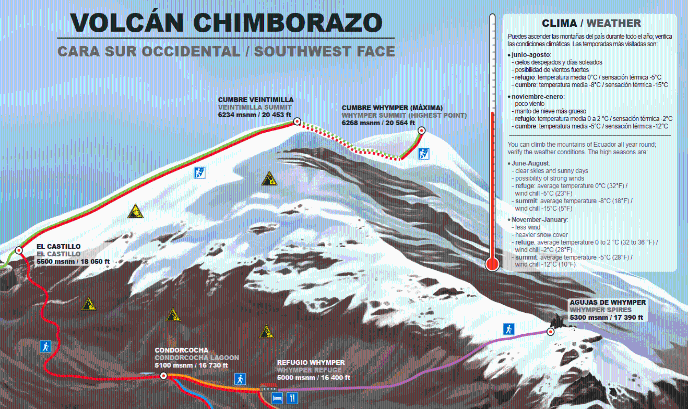 VOLCÁN CHIMBORAZO
CARA SUR OCCIDENTAL / SOUTHWEST FACE
CUMBRE VEINTIMILLA
VEINTIMILLA SUMMIT
6234 msnm / 20 453 ft
CUMBRE WHYMPER (MÁXIMA)
WHYMPER SUMMIT (HIGHEST POINT)
6268 msnm / 20 564 ft
EL CASTILLO
EL CASTILLO
5500 msnm / 18 050 ft
CONDORCOCHA
CONDORCOCHA LAGOON
5100 msnm / 16 730 ft
REFUGIO WHYMPER
WHYMPER REFUGE
5000 msnm / 16 400 ft
AGUJAS DE WHYMPER
WHYMPER SPIRES
5300 msnm / 17 390 ft
CLIMA / WEATHER
Puedes ascender las montañas del país durante todo el año, verifica
las condiciones climáticas. Las temporadas más visitadas son:
• junio-agosto:
- cielos despejados y días soleados
- posibilidad de vientos fuertes
- refugio: temperatura media 0°C / sensación térmica -5°C
- cumbre: temperatura media -8°C / sensación térmica -15°C
• noviembre-enero:
- poco viento
- manto de nieve más grueso
- refugio: temperatura media 0 a 2 °C / sensación térmica -2°C
- cumbre: temperatura media -5°C / sensación térmica -12°C
You can climb the mountains of Ecuador all year round;
verify the weather conditions. The high seasons are:
• June-August:
- clear skies and sunny days
- possibility of strong winds
- refuge: average temperature 0°C (32°F) /
wind chill -5°C (23°F)
- summit: average temperature -8°C (18°F) /
wind chill -15°C (5°F)
• November-January:
- less wind
- heavier snow cover
- refuge: average temperature 0 to 2 °C (32 to 36 °F) /
wind chill -2°C (28°F)
- summit: average temperature -5°C (28°F) /
wind chill -12°C (10°F)